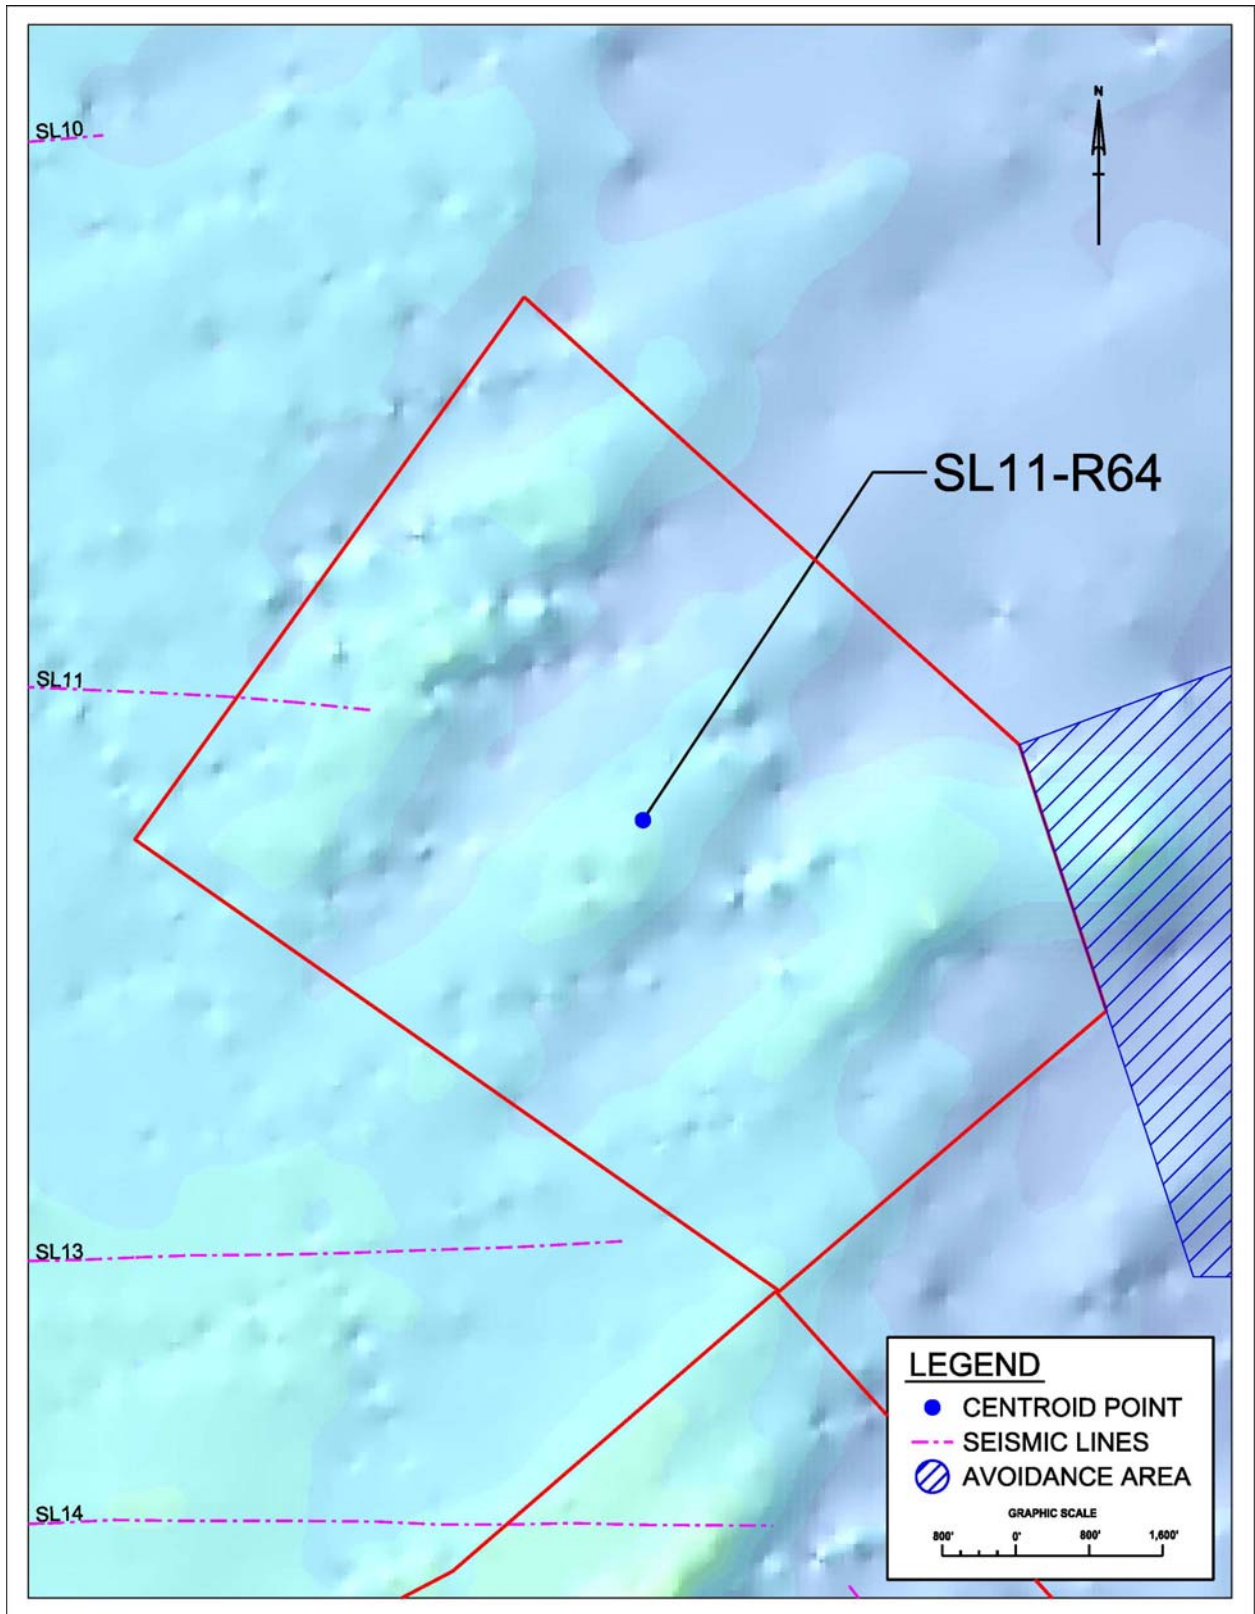 SL10
N
SL11-R64
SL11
SL13
SL14
LEGEND
CENTROID POINT
SEISMIC LINES
AVOIDANCE AREA
GRAPHIC SCALE
800' 0' 800' 1,600'